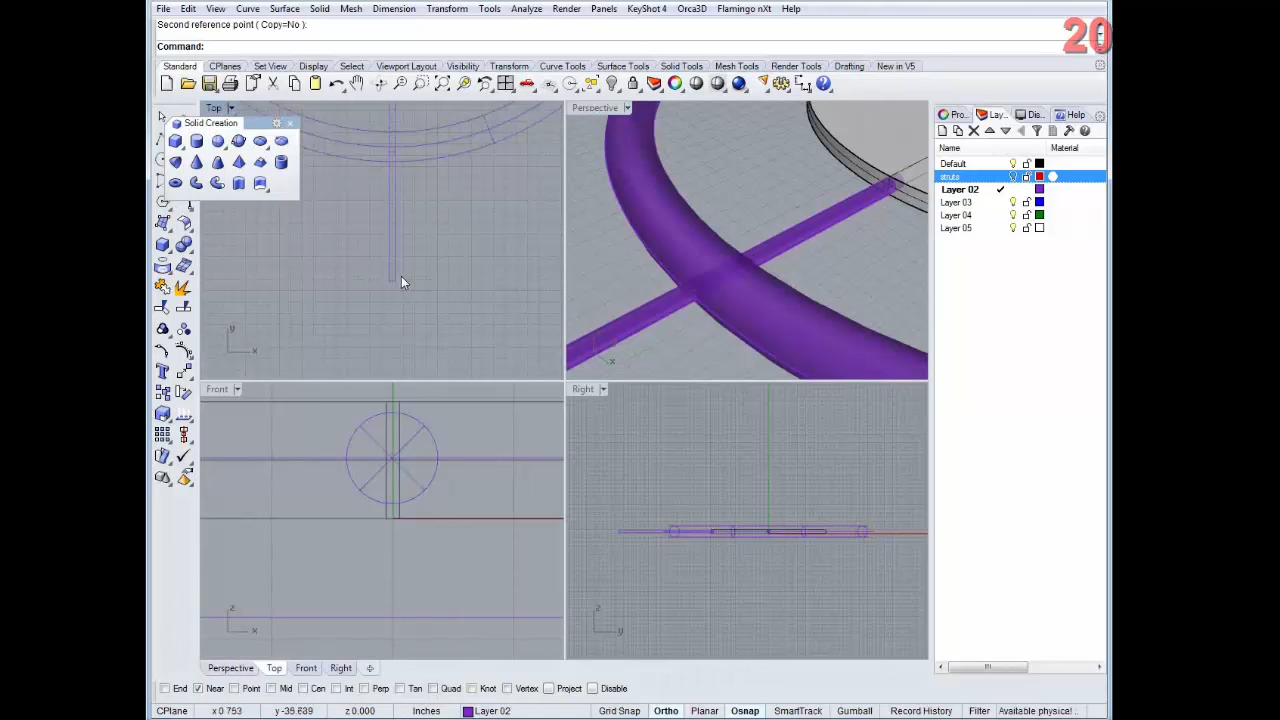 File Edit View Curve Surface Solid Mesh Dimension Transform Tools Analyze Render Panels KeyShot 4 Orca3D Flamingo nXt Help
20
Second reference point ( Copy=No ):
Command:
Standard CPlanes Set View Display Select Viewport Layout Visibility Transform Curve Tools Surface Tools Solid Tools Mesh Tools Render Tools Drafting New in V5
Top
Perspective
Pro... Lay... Dis... Help
Solid Creation
Name Material
Default
struts
Layer 02
Layer 03
Layer 04
Layer 05
y
x
x
Front
Right
z
x
z
y
Perspective Top Front Right
End Near Point Mid Cen Int Perp Tan Quad Knot Vertex Project Disable
CPlane x 0.753 y -35.639 z 0.000 Inches Layer 02 Grid Snap Ortho Planar Osnap SmartTrack Gumball Record History Filter Available physical..